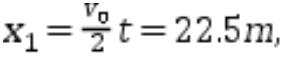 x₁ = v₀/2 t = 22.5m,